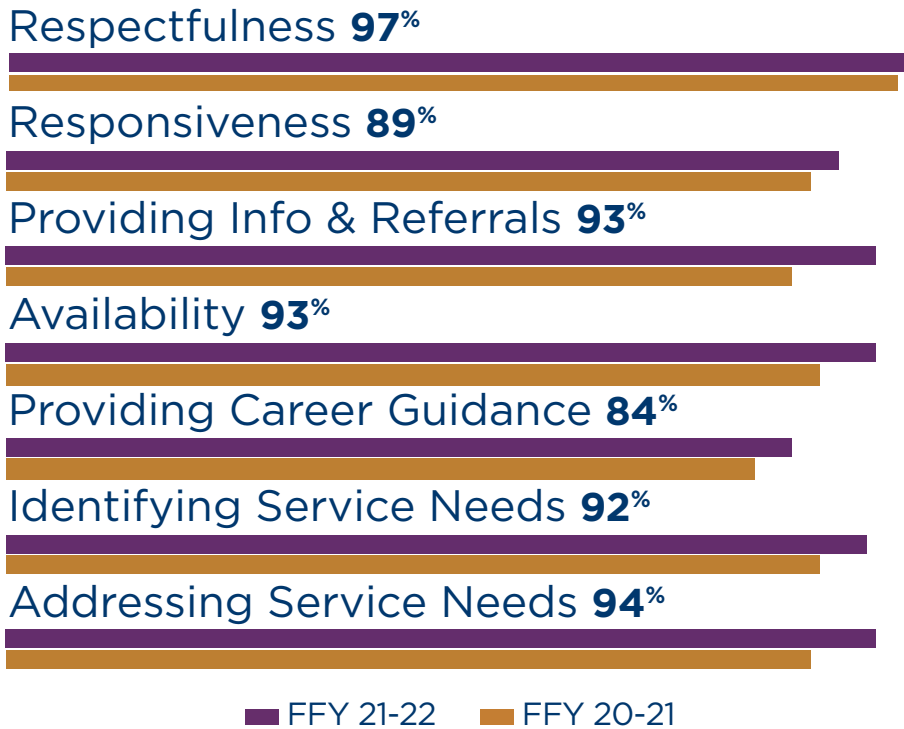 Respectfulness 97%
Responsiveness 89%
Providing Info & Referrals 93%
Availability 93%
Providing Career Guidance 84%
Identifying Service Needs 92%
Addressing Service Needs 94%
FFY 21-22 FFY 20-21